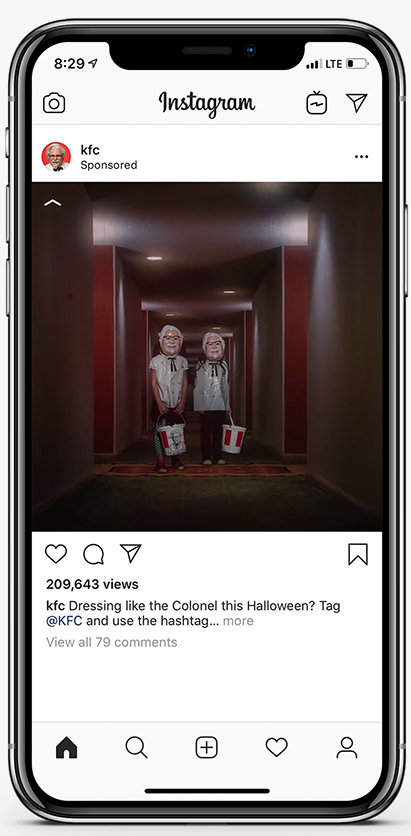 8:29
LTE
Instagram
kfc
Sponsored
209,643 views
kfc Dressing like the Colonel this Halloween? Tag
@KFC and use the hashtag... more
View all 79 comments